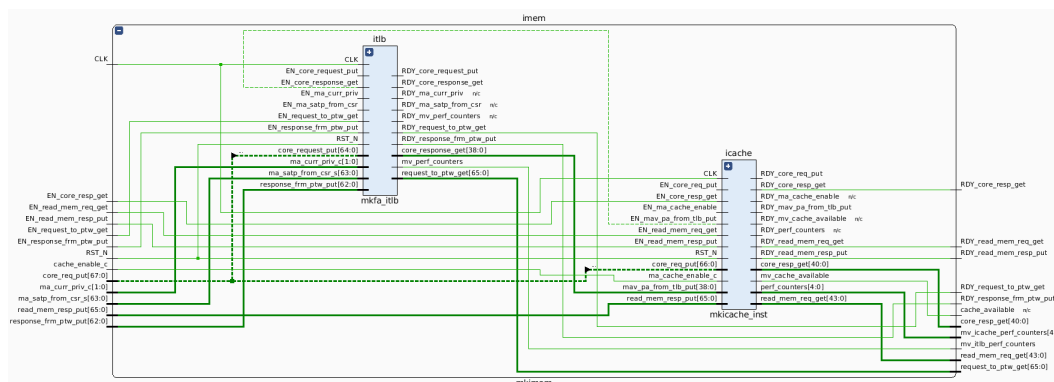 imem
itlb
CLK
CLK
EN_core_request_put
RDY_core_request_put
EN_core_response_get
RDY_core_response_get
EN_ma_curr_priv
RDY_ma_curr_priv n/c
EN_ma_satp_from_csr
RDY_ma_satp_from_csr n/c
EN_request_to_ptw_get
RDY_mv_perf_counters n/c
EN_response_frm_ptw_put
RDY_request_to_ptw_get
RST_N
RDY_response_frm_ptw_put
core_request_put[64:0]
core_response_get[38:0]
ma_curr_priv_c[1:0]
mv_perf_counters
ma_satp_from_csr_s[63:0]
request_to_ptw_get[65:0]
response_frm_ptw_put[62:0]
mkfa_itlb
icache
CLK
RDY_core_req_put
EN_core_req_put
RDY_core_resp_get
EN_core_resp_get
RDY_ma_cache_enable n/c
EN_ma_cache_enable
RDY_mav_pa_from_tlb_put
EN_mav_pa_from_tlb_put
RDY_mv_cache_available n/c
EN_read_mem_req_get
RDY_perf_counters n/c
EN_read_mem_resp_put
RDY_read_mem_req_get
RST_N
RDY_read_mem_resp_put
core_req_put[66:0]
core_resp_get[40:0]
ma_cache_enable_c
mv_cache_available
mav_pa_from_tlb_put[38:0]
perf_counters[4:0]
read_mem_resp_put[65:0]
read_mem_req_get[43:0]
mkicache_inst
EN_core_resp_get
EN_read_mem_req_get
EN_read_mem_resp_put
EN_request_to_ptw_get
EN_response_frm_ptw_put
RST_N
cache_enable_c
core_req_put[67:0]
ma_curr_priv_c[1:0]
ma_satp_from_csr_s[63:0]
read_mem_resp_put[65:0]
response_frm_ptw_put[62:0]
RDY_core_resp_get
RDY_read_mem_req_get
RDY_read_mem_resp_put
RDY_request_to_ptw_get
RDY_response_frm_ptw_put
cache_available n/c
core_resp_get[40:0]
mv_icache_perf_counters[4
mv_itlb_perf_counters
read_mem_req_get[43:0]
request_to_ptw_get[65:0]